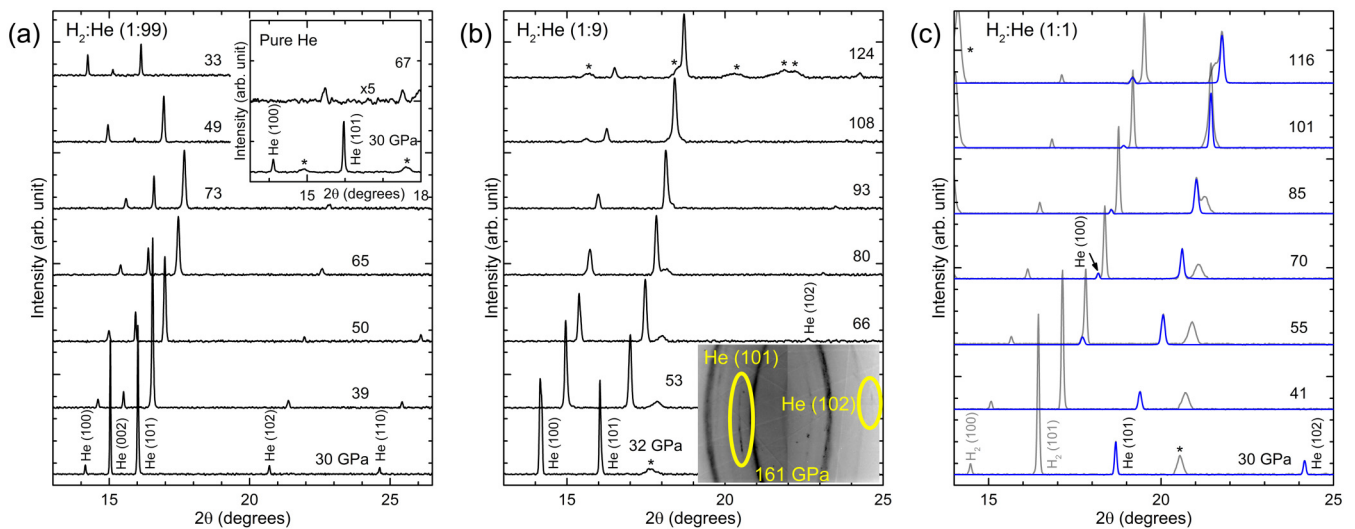 (a)
H₂:He (1:99)
33
49
73
65
50
39
30 GPa
He (100)
He (002)
He (101)
He (102)
He (110)
Intensity (arb. unit)
15
20
25
2θ (degrees)
Pure He
67
x5
30 GPa
He (100)
*
He (101)
*
Intensity (arb. unit)
15
18
2θ (degrees)
(b)
H₂:He (1:9)
124
* * * * *
108
93
80
66
He (102)
53
32 GPa
He (100)
He (101)
*
He (101)
He (102)
161 GPa
Intensity (arb. unit)
15
20
25
2θ (degrees)
(c)
H₂:He (1:1)
*
116
101
85
70
He (100)
55
41
30 GPa
H₂ (100)
H₂ (101)
He (101)
*
He (102)
Intensity (arb. unit)
15
20
25
2θ (degrees)